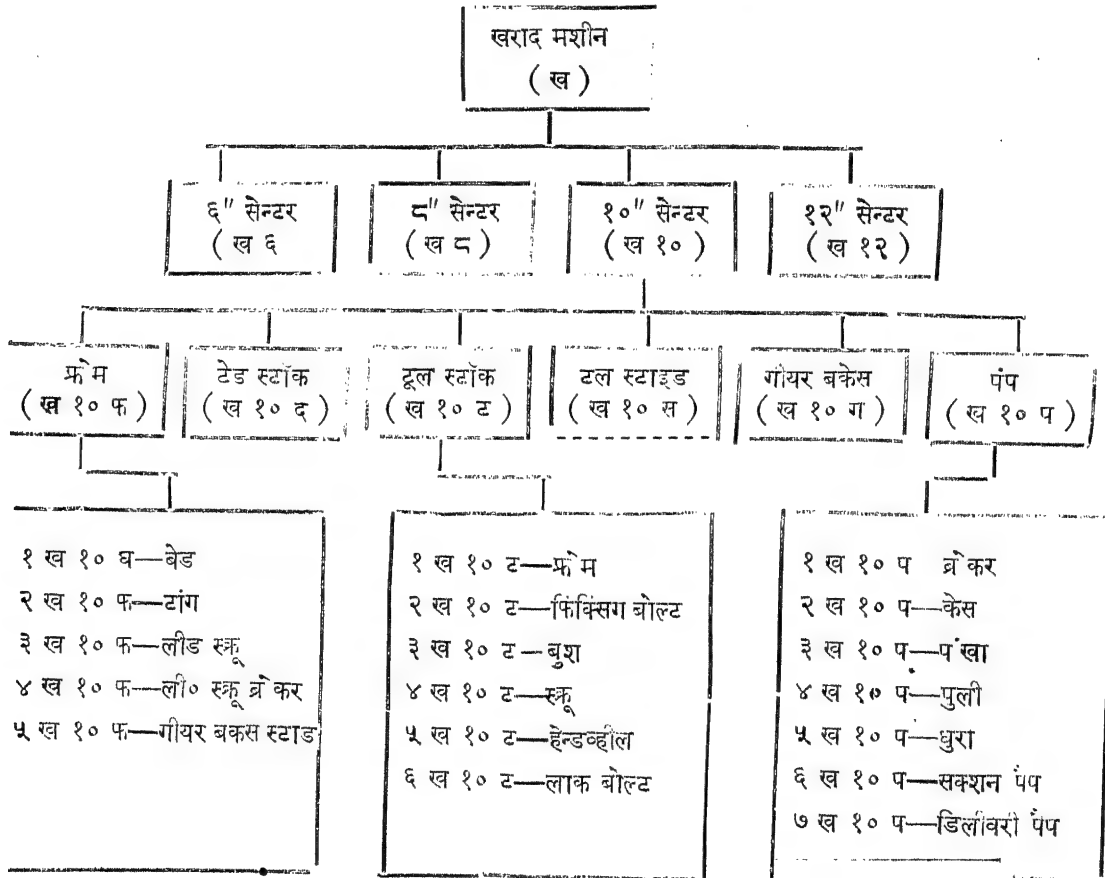 खराद मशीन
( ख )
६" सेन्टर
( ख ६
८" सेन्टर
( ख ८ )
१०" सेन्टर
( ख १० )
१२" सेन्टर
( ख १२ )
फ्रेम
( ख १० फ )
टेड स्टॉक
( ख १० द )
टूल स्टॉक
( ख १० ट )
टल स्टाइड
( ख १० स )
गीयर बकेस
( ख १० ग )
पंप
( ख १० प )
१ ख १० घ—बेड
२ ख १० फ—टांग
३ ख १० फ—लीड स्क्रू
४ ख १० फ—ली० स्क्रू ब्रेकर
५ ख १० फ—गीयर बकस स्टाड
१ ख १० ट—फ्रेम
२ ख १० ट—फिक्सिंग बोल्ट
३ ख १० ट—बुश
४ ख १० ट—स्क्रू
५ ख १० ट—हेन्डव्हील
६ ख १० ट—लाक बोल्ट
१ ख १० प ब्रेकर
२ ख १० प—केस
३ ख १० प—पंखा
४ ख १० प—पुली
५ ख १० प—धुरा
६ ख १० प—सक्शन पंप
७ ख १० प—डिलीवरी पंप